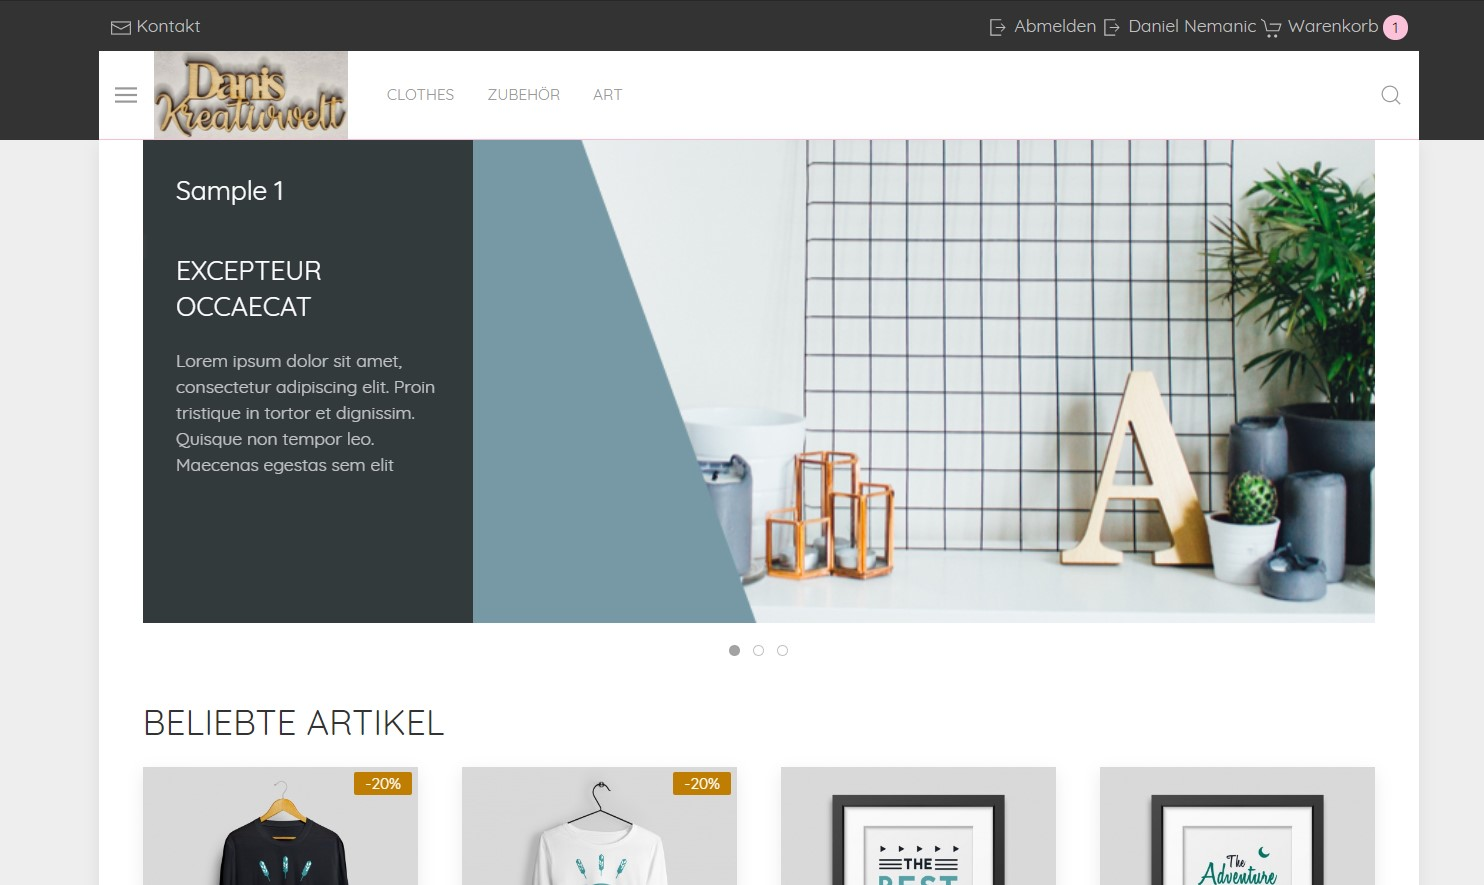 Kontakt
Abmelden Daniel Nemanic Warenkorb 1
Danis
Kreativwelt
CLOTHES ZUBEHÖR ART
Sample 1
EXCEPTEUR
OCCAECAT
Lorem ipsum dolor sit amet,
consectetur adipiscing elit. Proin
tristique in tortor et dignissim.
Quisque non tempor leo.
Maecenas egestas sem elit
A
BELIEBTE ARTIKEL
-20%
-20%
THE
BEST
The
Adventure